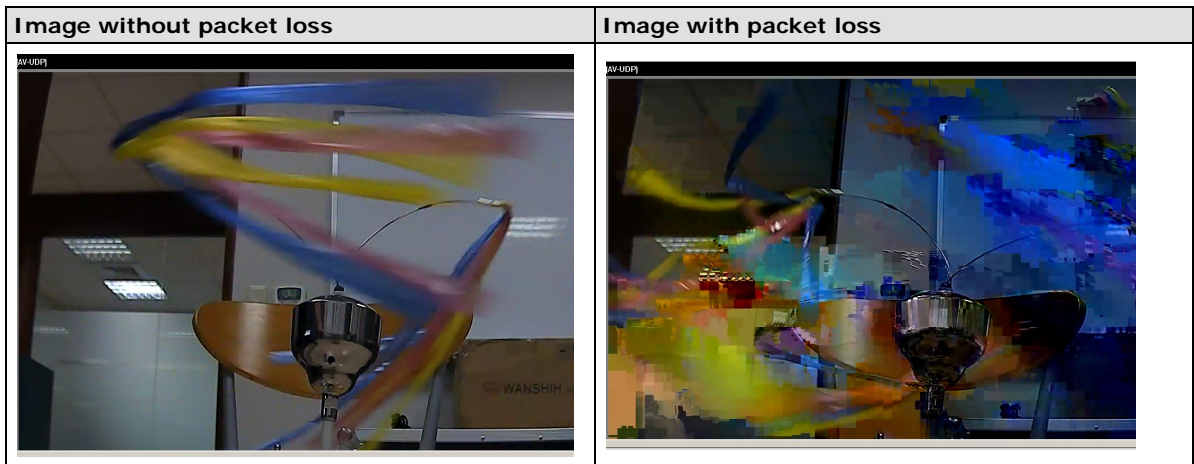 Image without packet loss
Image with packet loss
[AV-UDP]
[AV-UDP]
WANSHIH